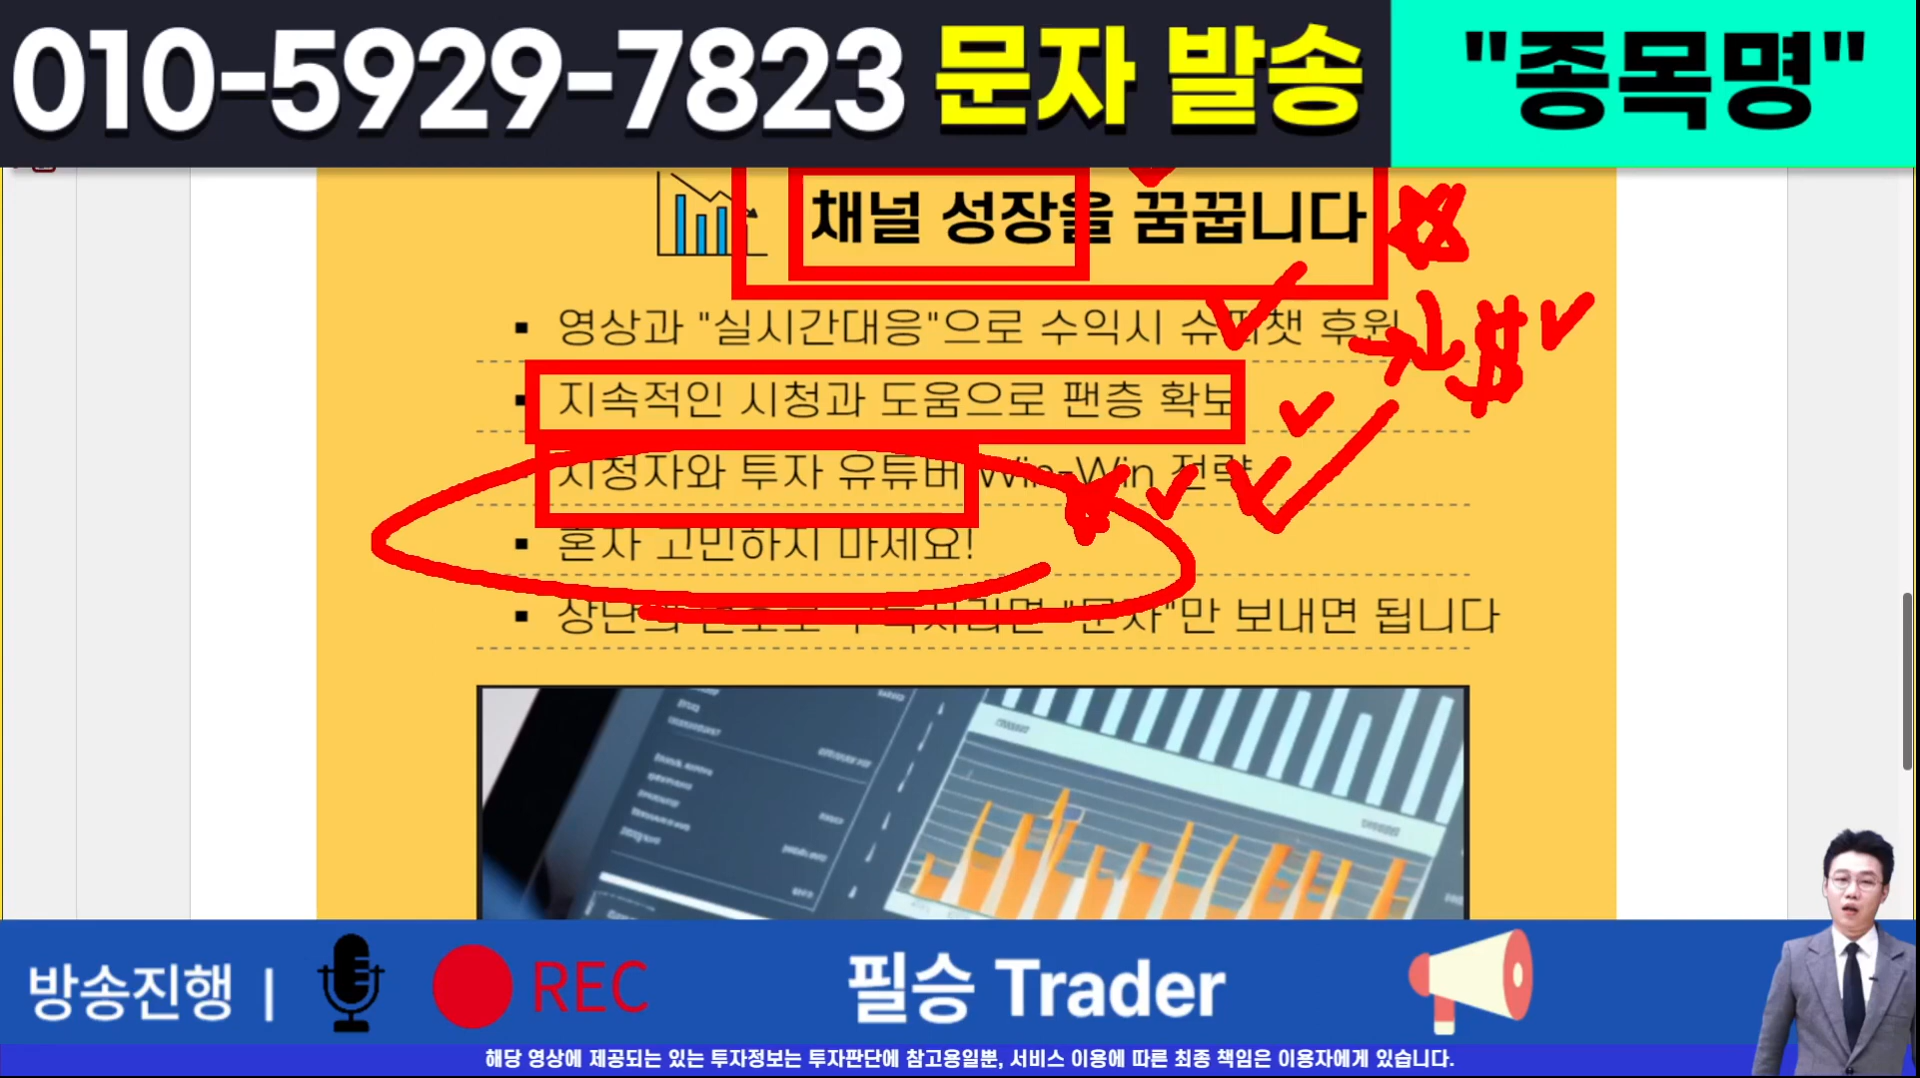 010-5929-7823 문자 발송 "종목명"
채널 성장을 꿈꿉니다
영상과 "실시간대응"으로 수익시 슈퍼챗 후원
지속적인 시청과 도움으로 팬층 확보
시청자와 투자 유튜버 Win-Win 전략
혼자 고민하지 마세요!
상단의 번호로 구독자라면 "문자"만 보내면 됩니다
방송진행 | REC 필승 Trader
해당 영상에 제공되는 있는 투자정보는 투자판단에 참고용일뿐, 서비스 이용에 따른 최종 책임은 이용자에게 있습니다.